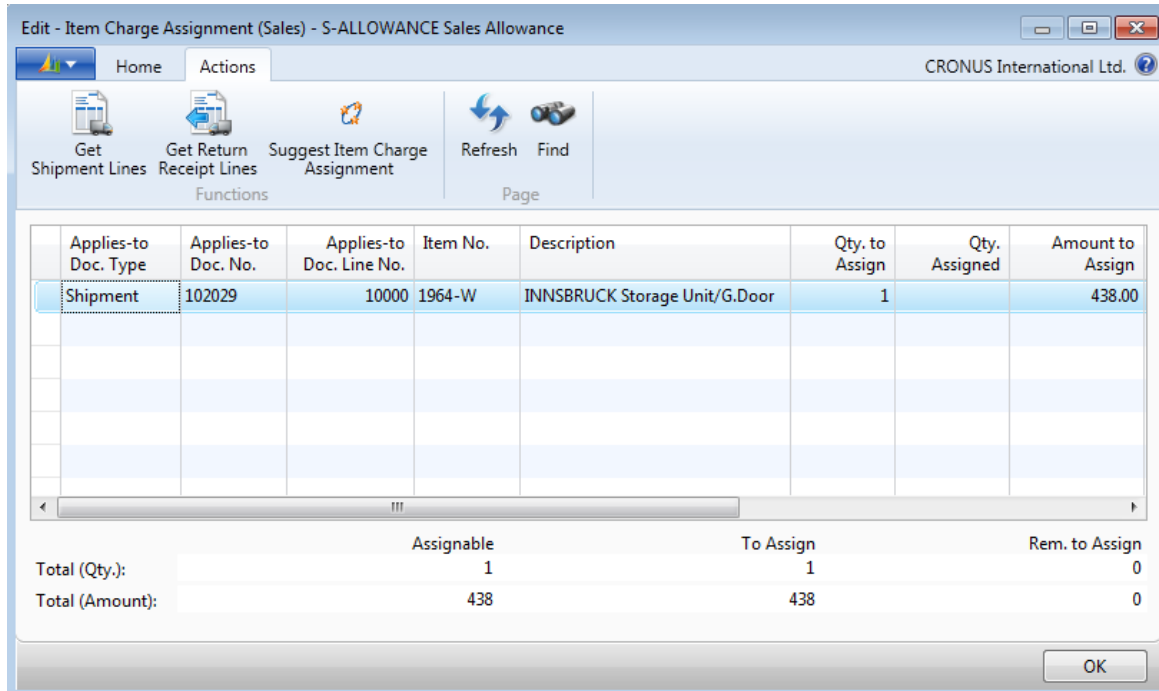 Edit - Item Charge Assignment (Sales) - S-ALLOWANCE Sales Allowance
Home Actions CRONUS International Ltd.
Get Shipment Lines
Get Return Receipt Lines
Suggest Item Charge Assignment
Refresh Find
Functions Page
Applies-to Doc. Type
Applies-to Doc. No.
Applies-to Doc. Line No.
Item No.
Description
Qty. to Assign
Qty. Assigned
Amount to Assign
Shipment 102029 10000 1964-W INNSBRUCK Storage Unit/G.Door 1 438.00
Assignable To Assign Rem. to Assign
Total (Qty.): 1 1 0
Total (Amount): 438 438 0
OK